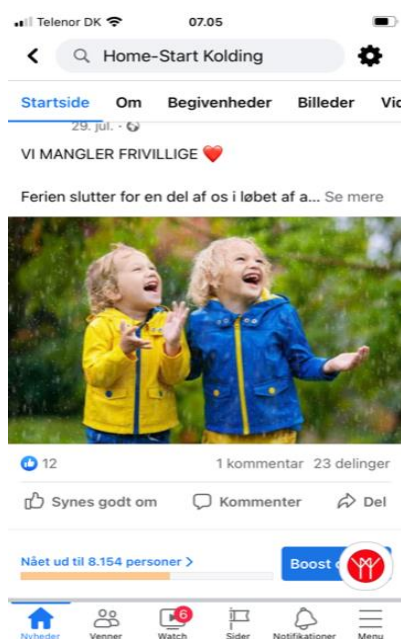 Telenor DK
07.05
Home-Start Kolding
Startside Om Begivenheder Billeder Vid
29. jul.
VI MANGLER FRIVILLIGE
Ferien slutter for en del af os i løbet af a... Se mere
12
1 kommentar 23 delinger
Synes godt om Kommenter Del
Nået ud til 8.154 personer >
Boost
6
Nyheder Venner Watch Sider Notifikationer Menu